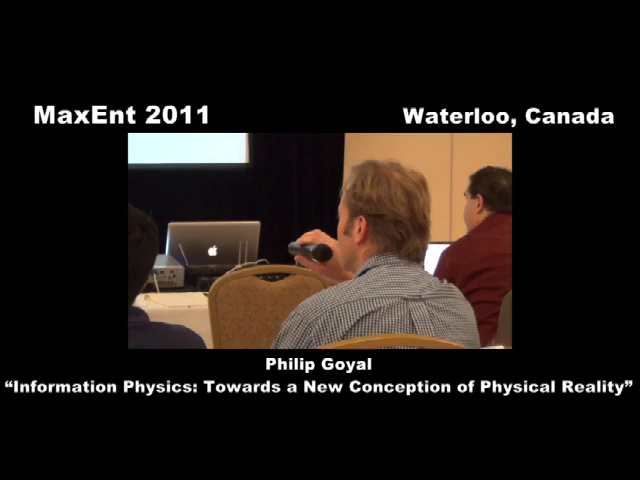 MaxEnt 2011
Waterloo, Canada
Philip Goyal
“Information Physics: Towards a New Conception of Physical Reality”